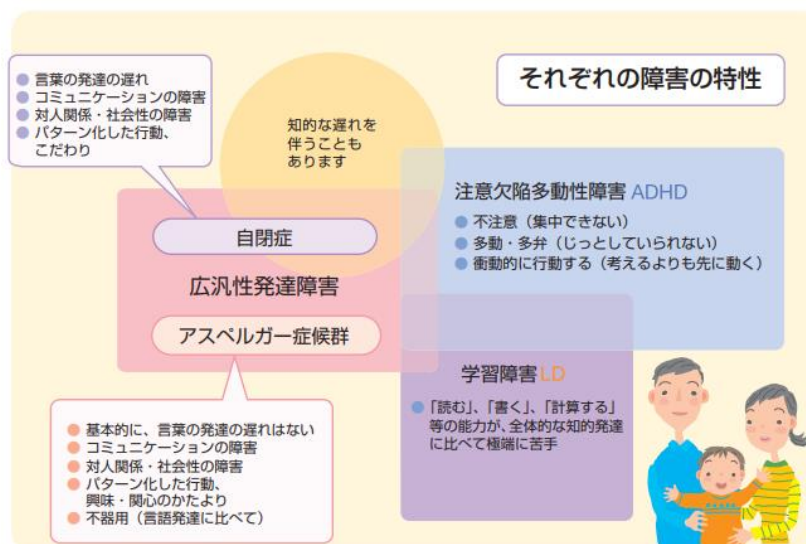 それぞれの障害の特性
● 言葉の発達の遅れ
● コミュニケーションの障害
● 対人関係・社会性の障害
● パターン化した行動、
こだわり
知的な遅れを
伴うことも
あります
自閉症
広汎性発達障害
アスペルガー症候群
● 基本的に、言葉の発達の遅れはない
● コミュニケーションの障害
● 対人関係・社会性の障害
● パターン化した行動、
興味・関心のかたより
● 不器用（言語発達に比べて）
注意欠陥多動性障害 ADHD
● 不注意（集中できない）
● 多動・多弁（じっとしていられない）
● 衝動的に行動する（考えるよりも先に動く）
学習障害 LD
● 「読む」、「書く」、「計算する」
等の能力が、全体的な知的発達
に比べて極端に苦手